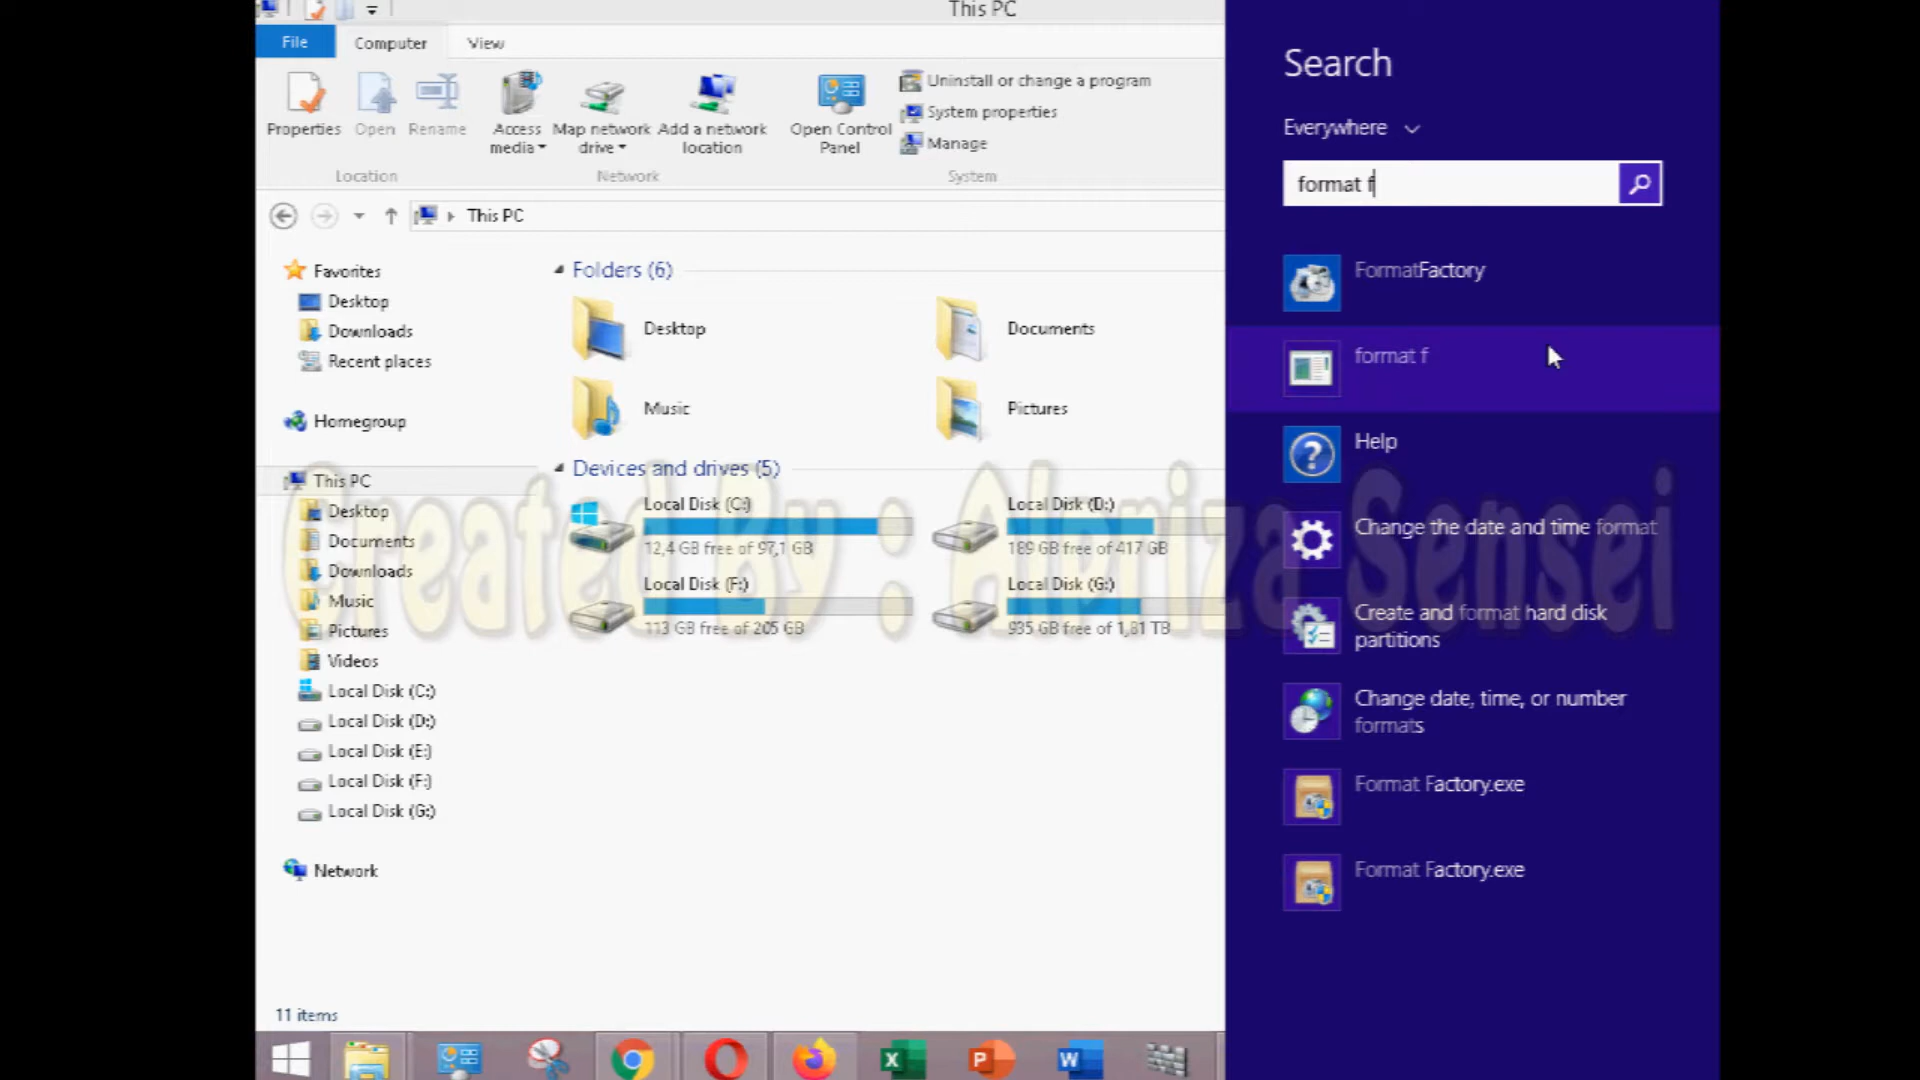 This PC
File Computer View
Properties Open Rename Access media Map network drive Add a network location Open Control Panel Uninstall or change a program
System properties
Manage
Location Network System
This PC
Favorites
Desktop
Downloads
Recent places
Homegroup
This PC
Desktop
Documents
Downloads
Music
Pictures
Videos
Local Disk (C:)
Local Disk (D:)
Local Disk (E:)
Local Disk (F:)
Local Disk (G:)
Network
Folders (6)
Desktop Documents
Music Pictures
Devices and drives (5)
Local Disk (C:) Local Disk (D:)
12,4 GB free of 97,1 GB 189 GB free of 417 GB
Local Disk (F:) Local Disk (G:)
113 GB free of 205 GB 935 GB free of 1,81 TB
11 items
Search
Everywhere
format f
FormatFactory
format f
Help
Change the date and time format
Create and format hard disk
partitions
Change date, time, or number
formats
Format Factory.exe
Format Factory.exe
Created By : Alpriza Sensei